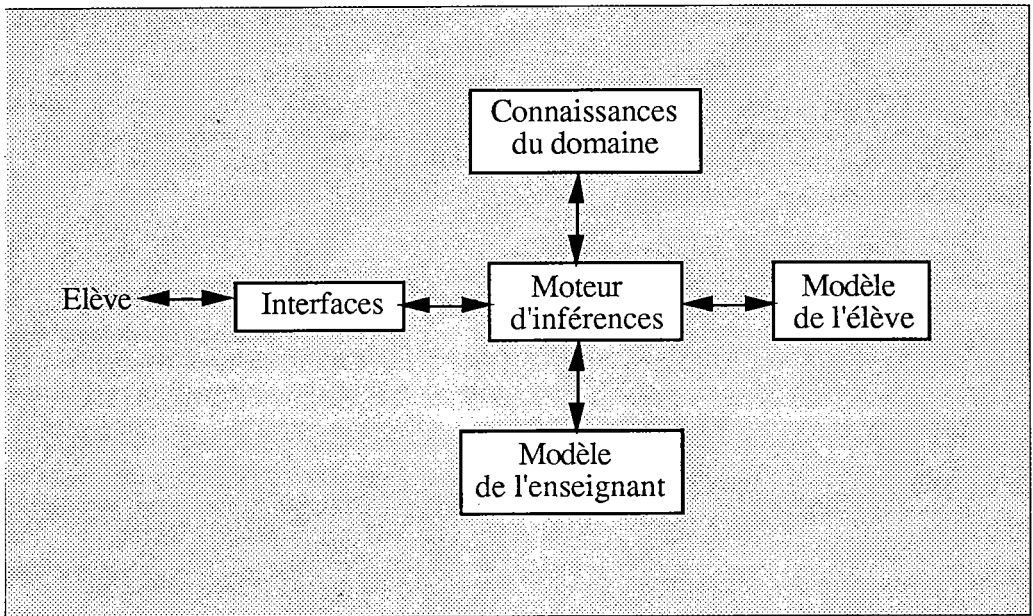 Connaissances
du domaine
Elève
Interfaces
Moteur
d'inférences
Modèle
de l'élève
Modèle
de l'enseignant